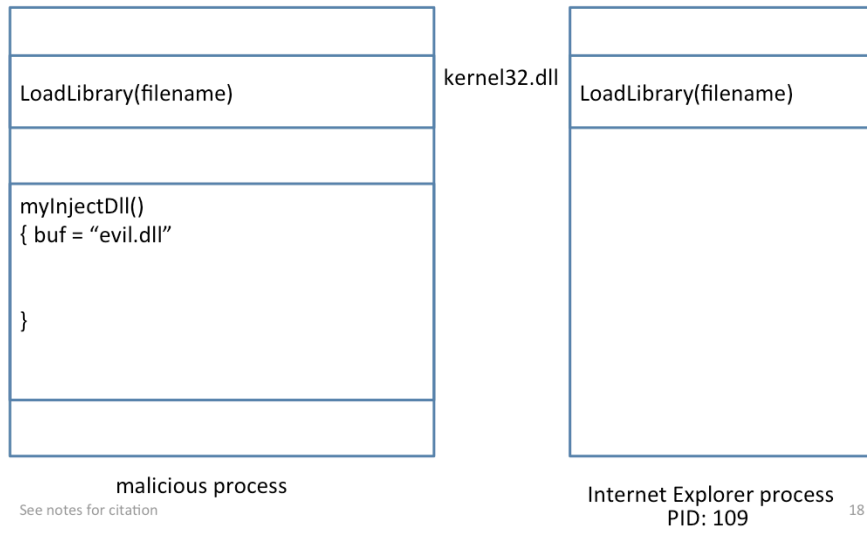 LoadLibrary(filename)
kernel32.dll
LoadLibrary(filename)
myInjectDll()
{ buf = “evil.dll”
}
malicious process
Internet Explorer process
PID: 109
See notes for citation
18